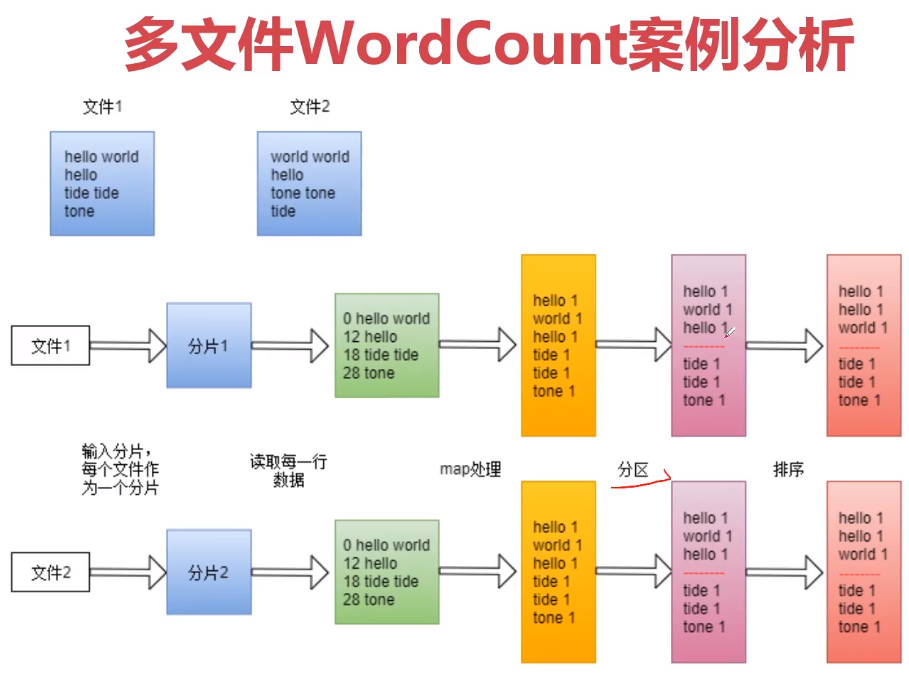 多文件WordCount案例分析
文件1
文件2
hello world
hello
tide tide
tone
world world
hello
tone tone
tide
文件1
分片1
0 hello world
12 hello
18 tide tide
28 tone
hello 1
world 1
hello 1
tide 1
tide 1
tone 1
hello 1
world 1
hello 1
--------
tide 1
tide 1
tone 1
hello 1
hello 1
world 1
--------
tide 1
tide 1
tone 1
输入分片，
每个文件作
为一个分片
读取每一行
数据
map处理
分区
排序
文件2
分片2
0 hello world
12 hello
18 tide tide
28 tone
hello 1
world 1
hello 1
tide 1
tide 1
tone 1
hello 1
world 1
hello 1
--------
tide 1
tide 1
tone 1
hello 1
hello 1
world 1
--------
tide 1
tide 1
tone 1